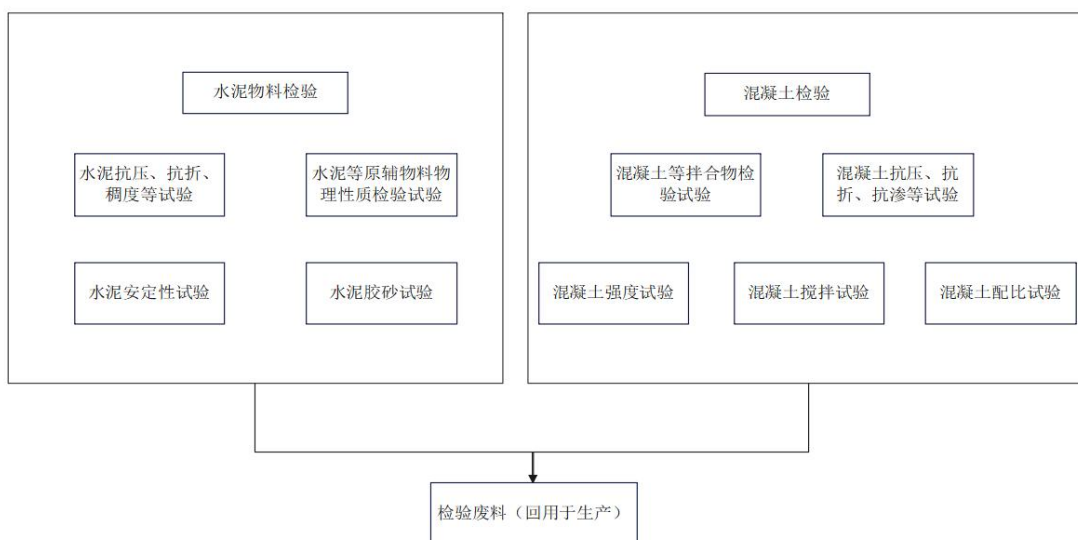 水泥物料检验
水泥抗压、抗折、
稠度等试验
水泥等原辅物料物
理性质检验试验
水泥安定性试验
水泥胶砂试验
混凝土检验
混凝土等拌合物检
验试验
混凝土抗压、抗
折、抗渗等试验
混凝土强度试验
混凝土搅拌试验
混凝土配比试验
检验废料（回用于生产）